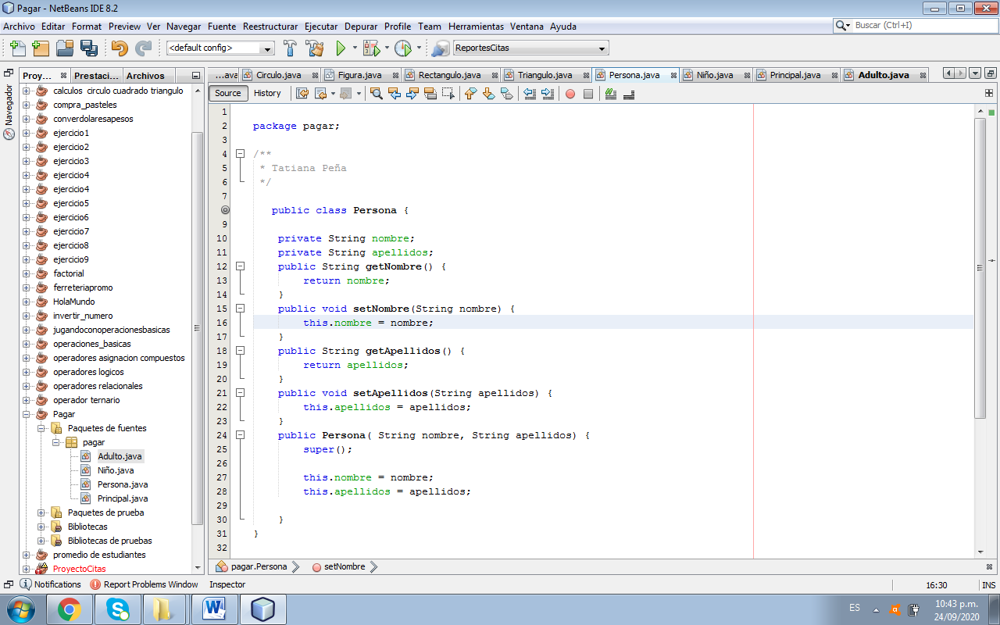 Pagar - NetBeans IDE 8.2
Archivo Editar Format Preview Ver Navegar Fuente Reestructurar Ejecutar Depurar Profile Team Herramientas Ventana Ayuda
Buscar (Ctrl+I)
<default config>
ReportesCitas
Navegador
Proy... Prestaci... Archivos
calculos circulo cuadrado triangulo
compra_pasteles
converdolaresapesos
ejercicio1
ejercicio2
ejercicio3
ejercicio4
ejercicio4
ejercicio5
ejercicio6
ejercicio7
ejercicio8
ejercicio9
factorial
ferreteriapromo
HolaMundo
invertir_numero
jugandoconoperacionesbasicas
operaciones_basicas
operadores asignacion compuestos
operadores logicos
operadores relacionales
operador ternario
Pagar
Paquetes de fuentes
pagar
Adulto.java
Niño.java
Persona.java
Principal.java
Paquetes de prueba
Bibliotecas
Bibliotecas de pruebas
promedio de estudiantes
ProyectoCitas
...ava Circulo.java Figura.java Rectangulo.java Triangulo.java Persona.java Niño.java Principal.java Adulto.java
Source History
1
2 package pagar;
3
4 /**
5 * Tatiana Peña
6 */
7
public class Persona {
9
10 private String nombre;
11 private String apellidos;
12 public String getNombre() {
13 return nombre;
14 }
15 public void setNombre(String nombre) {
16 this.nombre = nombre;
17 }
18 public String getApellidos() {
19 return apellidos;
20 }
21 public void setApellidos(String apellidos) {
22 this.apellidos = apellidos;
23 }
24 public Persona( String nombre, String apellidos) {
25 super();
26
27 this.nombre = nombre;
28 this.apellidos = apellidos;
29
30 }
31 }
32
pagar.Persona setNombre
Notifications Report Problems Window Inspector
16:30 INS
ES 10:43 p.m.
24/09/2020